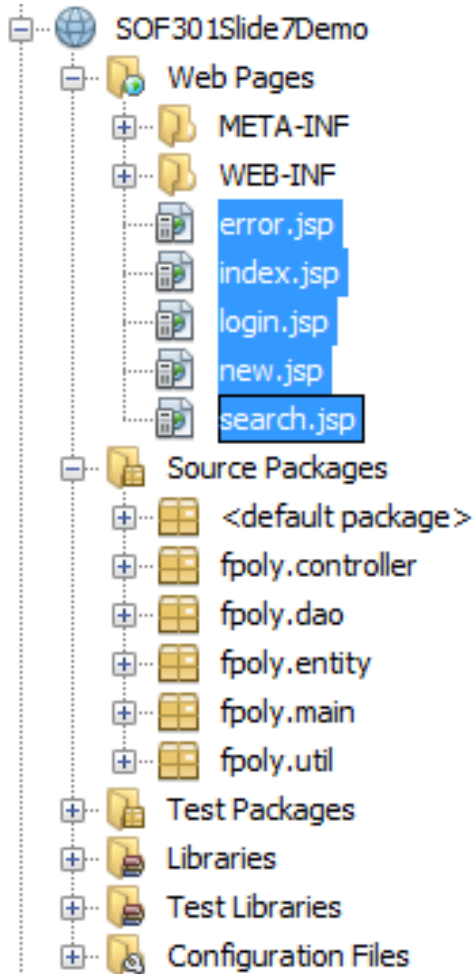 SOF301Slide7Demo
Web Pages
META-INF
WEB-INF
error.jsp
index.jsp
login.jsp
new.jsp
search.jsp
Source Packages
<default package>
fpoly.controller
fpoly.dao
fpoly.entity
fpoly.main
fpoly.util
Test Packages
Libraries
Test Libraries
Configuration Files